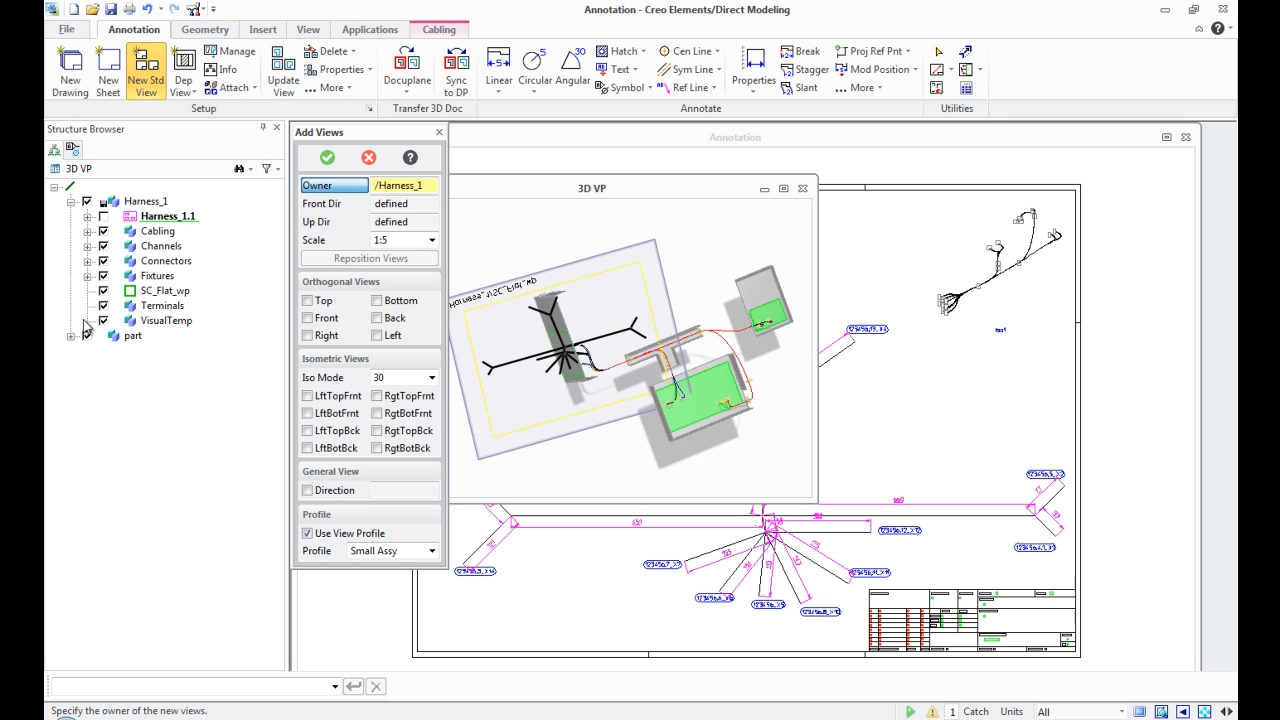 Annotation - Creo Elements/Direct Modeling
File Annotation Geometry Insert View Applications Cabling
New Drawing
New Sheet
New Std View
Dep View
Manage
Info
Attach
Update View
Delete
Properties
More
Docuplane
Sync to DP
Linear
Circular
Angular
Hatch
Text
Symbol
Cen Line
Sym Line
Ref Line
Properties
Break
Stagger
Slant
Proj Ref Pnt
Mod Position
More
Setup Transfer 3D Doc Annotate Utilities
Structure Browser
3D VP
Harness_1
Harness_1.1
Cabling
Channels
Connectors
Fixtures
SC_Flat_wp
Terminals
VisualTemp
part
Add Views
Owner /Harness_1
Front Dir defined
Up Dir defined
Scale 1:5
Reposition Views
Orthogonal Views
Top Bottom
Front Back
Right Left
Isometric Views
Iso Mode 30
LftTopFrnt RgtTopFrnt
LftBotFrnt RgtBotFrnt
LftTopBck RgtTopBck
LftBotBck RgtBotBck
General View
Direction
Profile
Use View Profile
Profile Small Assy
Annotation
3D VP
Specify the owner of the new views.
1 Catch Units All